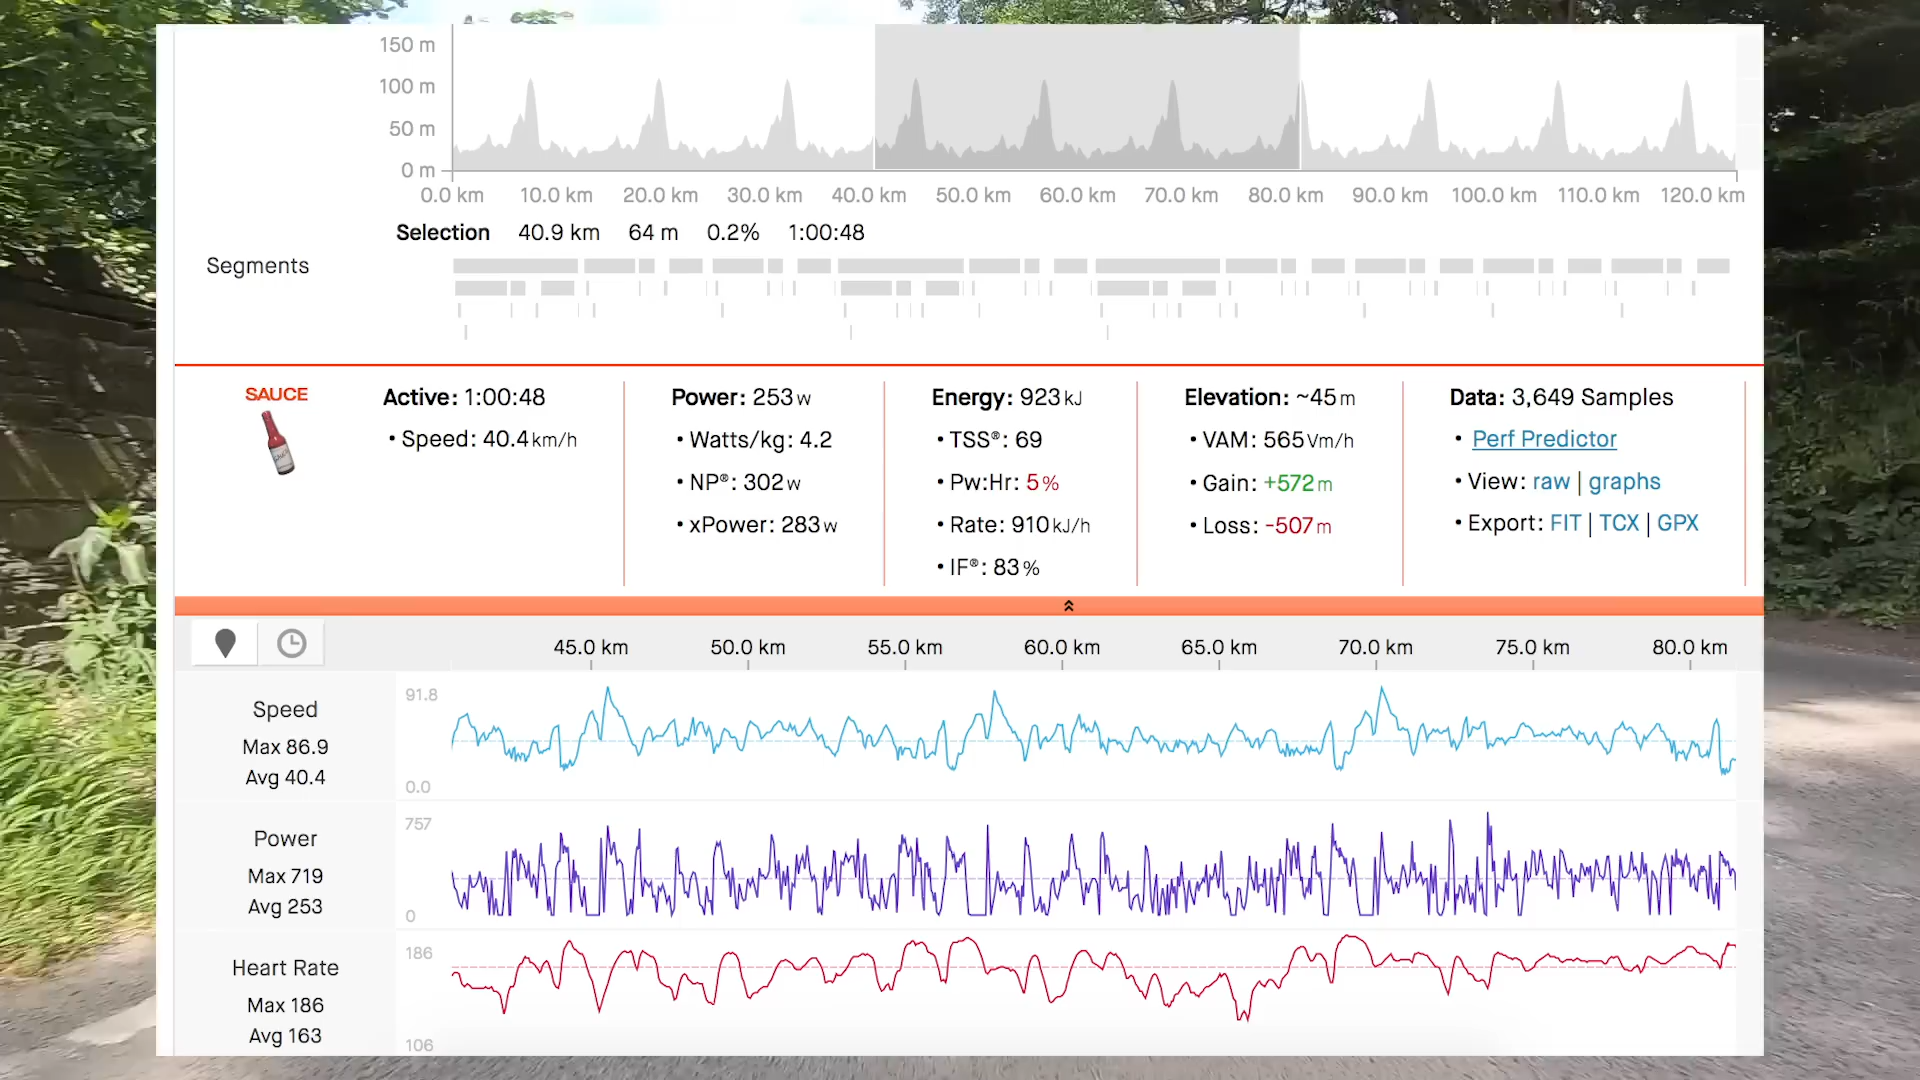 150 m
100 m
50 m
0 m
0.0 km 10.0 km 20.0 km 30.0 km 40.0 km 50.0 km 60.0 km 70.0 km 80.0 km 90.0 km 100.0 km 110.0 km 120.0 km
Selection 40.9 km 64 m 0.2% 1:00:48
Segments
SAUCE
Active: 1:00:48
• Speed: 40.4 km/h
Power: 253 w
• Watts/kg: 4.2
• NP®: 302 w
• xPower: 283 w
Energy: 923 kJ
• TSS®: 69
• Pw:Hr: 5%
• Rate: 910 kJ/h
• IF®: 83 %
Elevation: ~45 m
• VAM: 565 Vm/h
• Gain: +572 m
• Loss: -507 m
Data: 3,649 Samples
• Perf Predictor
• View: raw | graphs
• Export: FIT | TCX | GPX
45.0 km 50.0 km 55.0 km 60.0 km 65.0 km 70.0 km 75.0 km 80.0 km
Speed
Max 86.9
Avg 40.4
91.8
0.0
Power
Max 719
Avg 253
757
0
Heart Rate
Max 186
Avg 163
186
106